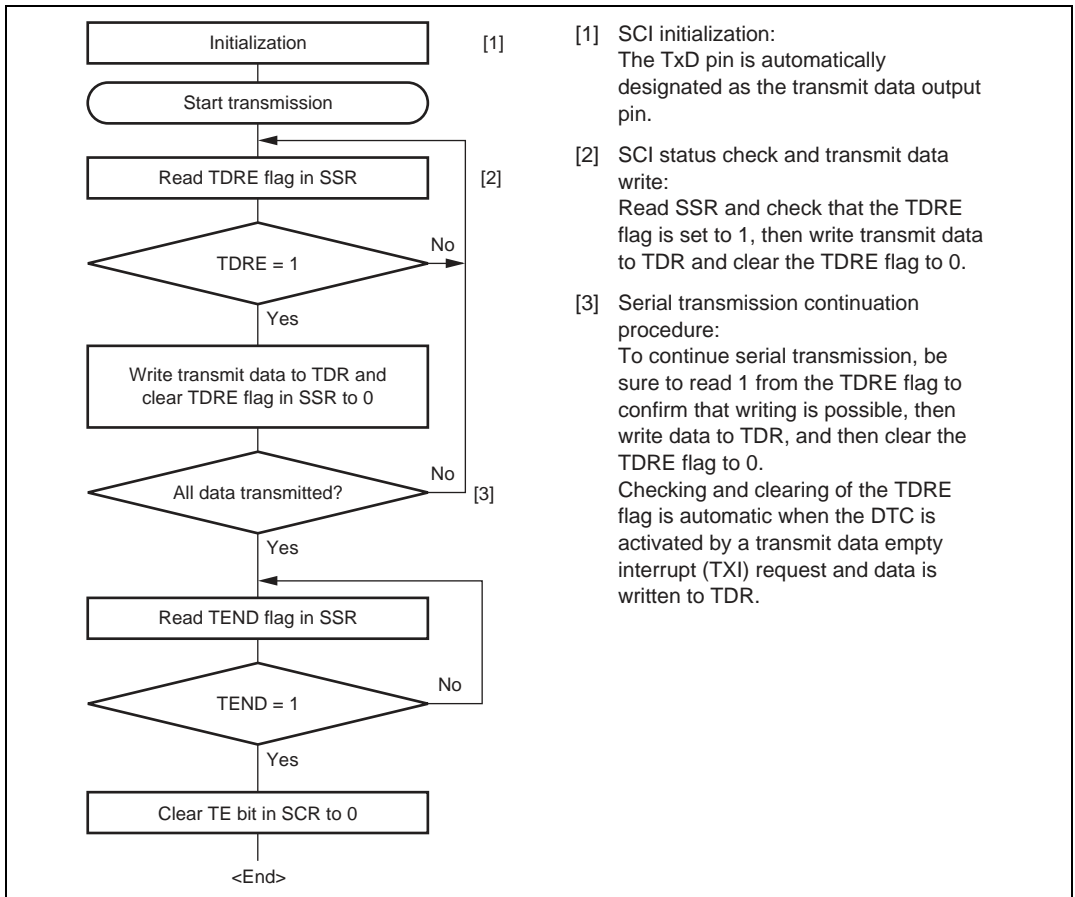 Initialization
[1]
Start transmission
Read TDRE flag in SSR
[2]
TDRE = 1
No
Yes
Write transmit data to TDR and
clear TDRE flag in SSR to 0
All data transmitted?
No
[3]
Yes
Read TEND flag in SSR
TEND = 1
No
Yes
Clear TE bit in SCR to 0
<End>
[1] SCI initialization:
The TxD pin is automatically
designated as the transmit data output
pin.
[2] SCI status check and transmit data
write:
Read SSR and check that the TDRE
flag is set to 1, then write transmit data
to TDR and clear the TDRE flag to 0.
[3] Serial transmission continuation
procedure:
To continue serial transmission, be
sure to read 1 from the TDRE flag to
confirm that writing is possible, then
write data to TDR, and then clear the
TDRE flag to 0.
Checking and clearing of the TDRE
flag is automatic when the DTC is
activated by a transmit data empty
interrupt (TXI) request and data is
written to TDR.